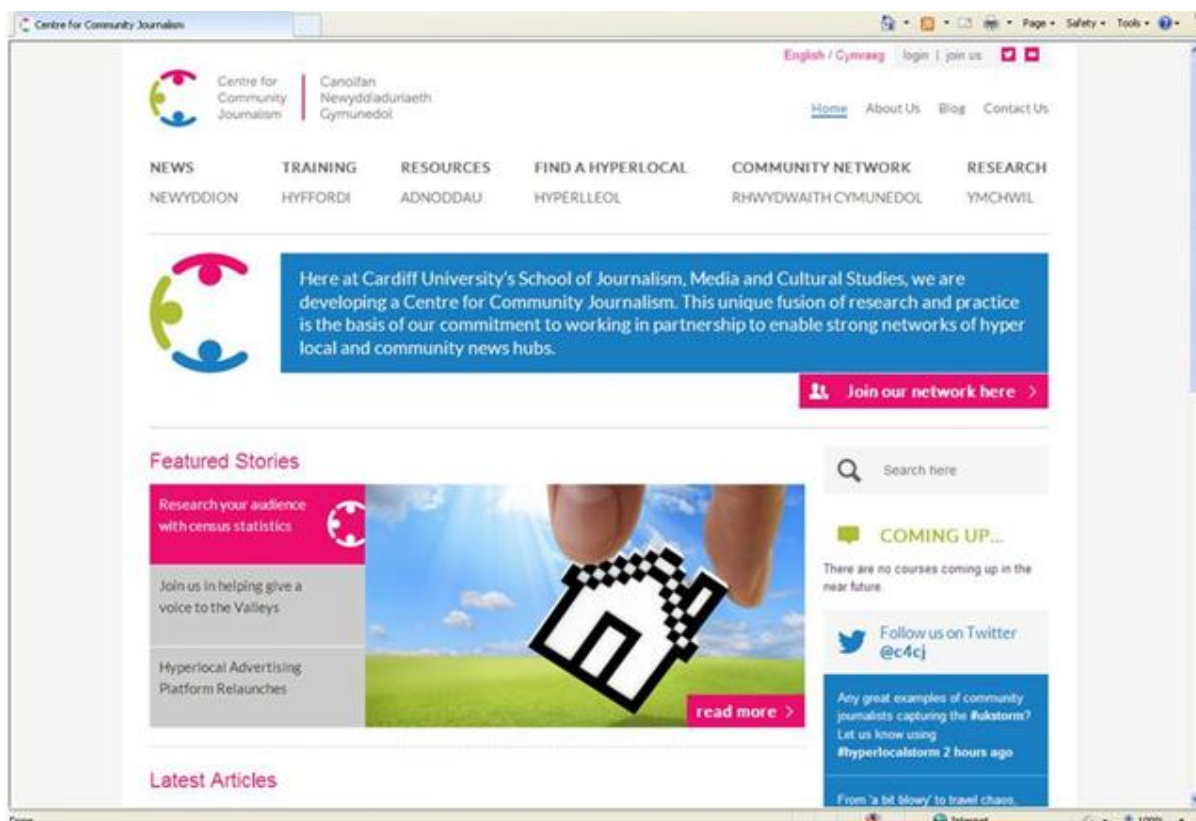 Centre for Community Journalism
Page
Safety
Tools
English / Cymraeg login | join us
Centre for
Community
Journalism
Canolfan
Newyddiaduriaeth
Gymunedol
Home About Us Blog Contact Us
NEWS TRAINING RESOURCES FIND A HYPERLOCAL COMMUNITY NETWORK RESEARCH
NEWYDDION HYFFORDI ADNODDAU HYPERLLEOL RHWYDWAITH CYMUNEDOL YMCHWIL
Here at Cardiff University's School of Journalism, Media and Cultural Studies, we are
developing a Centre for Community Journalism. This unique fusion of research and practice
is the basis of our commitment to working in partnership to enable strong networks of hyper
local and community news hubs.
Join our network here >
Featured Stories
Research your audience
with census statistics
Join us in helping give a
voice to the Valleys
Hyperlocal Advertising
Platform Relaunches
read more >
Latest Articles
Search here
COMING UP...
There are no courses coming up in the
near future.
Follow us on Twitter
@c4cj
Any great examples of community
journalists capturing the #ukstorm?
Let us know using
#hyperlocalstorm 2 hours ago
From 'a bit blowy' to travel chaos,
Done
Internet
100%